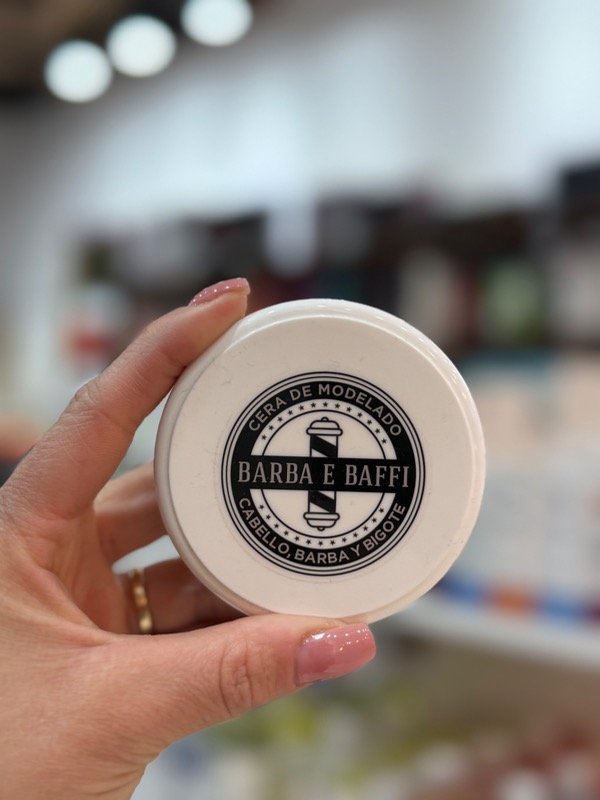 CERA DE MODELADO
BARBA E BAFFI
CABELLO, BARBA Y BIGOTE